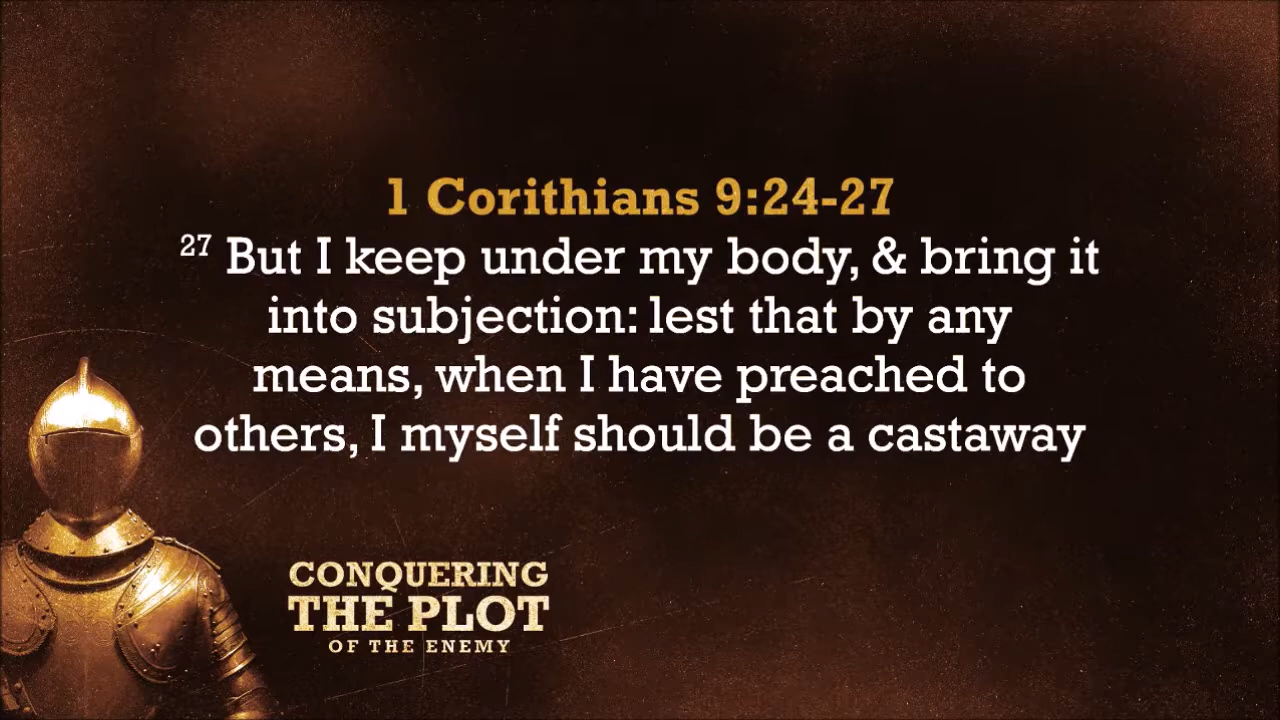 1 Corithians 9:24-27
27 But I keep under my body, & bring it
into subjection: lest that by any
means, when I have preached to
others, I myself should be a castaway
CONQUERING
THE PLOT
OF THE ENEMY